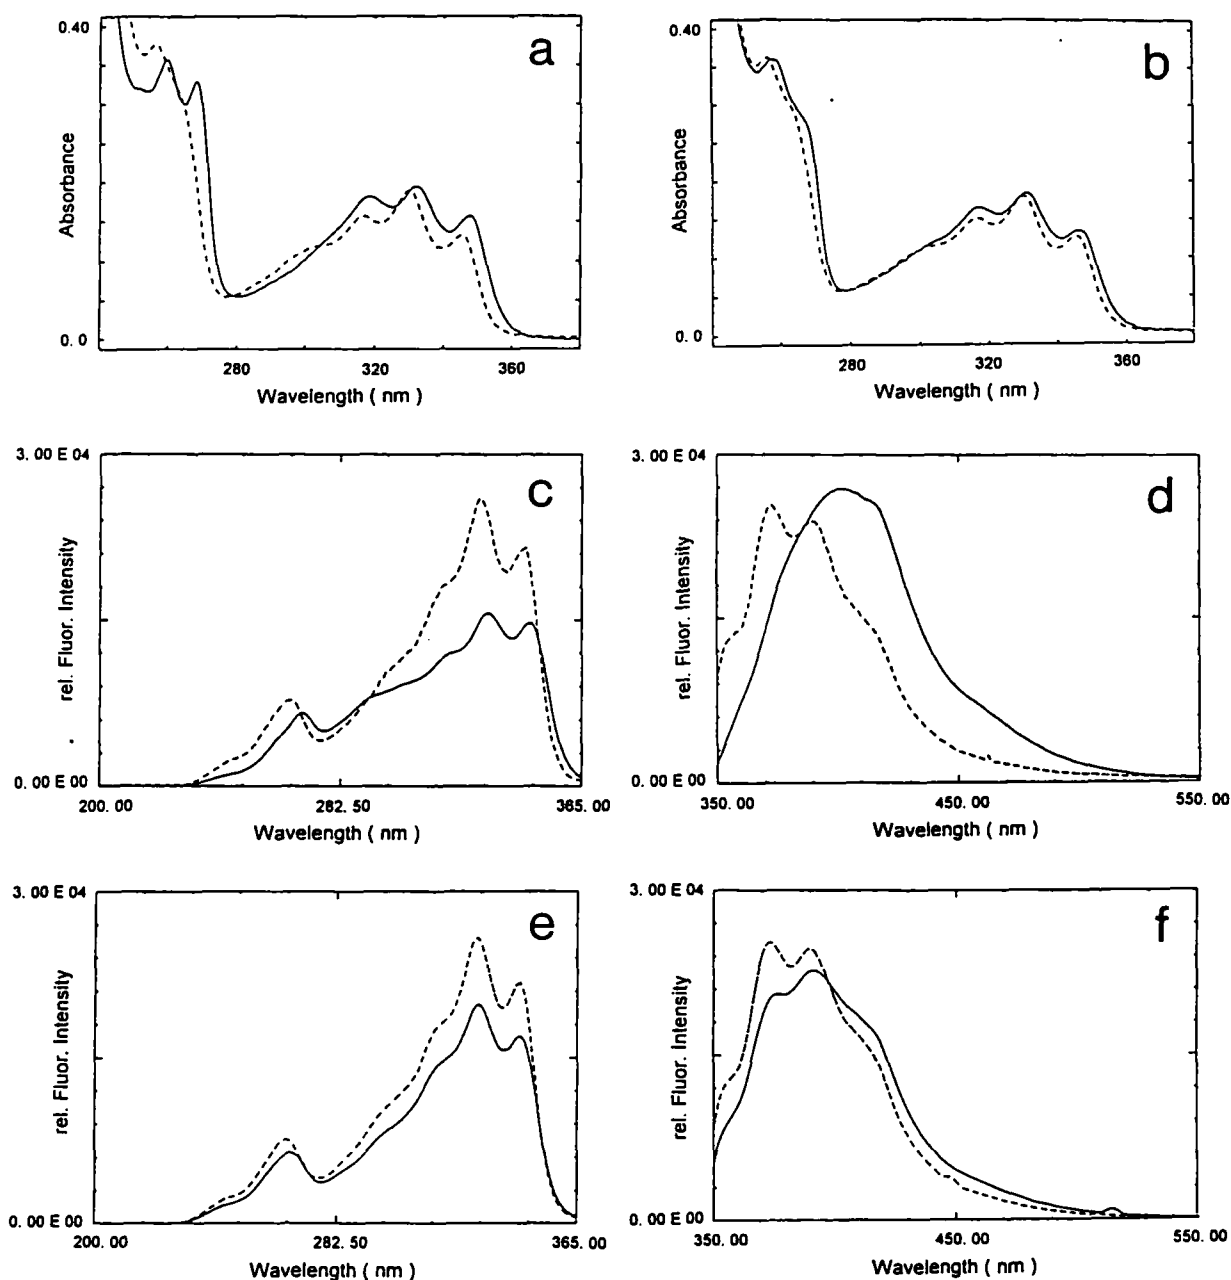 a
0.40
Absorbance
0. 0
280
320
360
Wavelength ( nm )
b
0.40
Absorbance
0. 0
280
320
360
Wavelength ( nm )
c
3. 00 E 04
rel. Fluor. Intensity
0. 00 E 00
200. 00
282. 50
365. 00
Wavelength ( nm )
d
3. 00 E 04
rel. Fluor. Intensity
0. 00 E 00
350. 00
450. 00
550. 00
Wavelength ( nm )
e
3. 00 E 04
rel. Fluor. Intensity
0. 00 E 00
200. 00
282. 50
365. 00
Wavelength ( nm )
f
3. 00 E 04
rel. Fluor. Intensity
0. 00 E 00
350. 00
450. 00
550. 00
Wavelength ( nm )